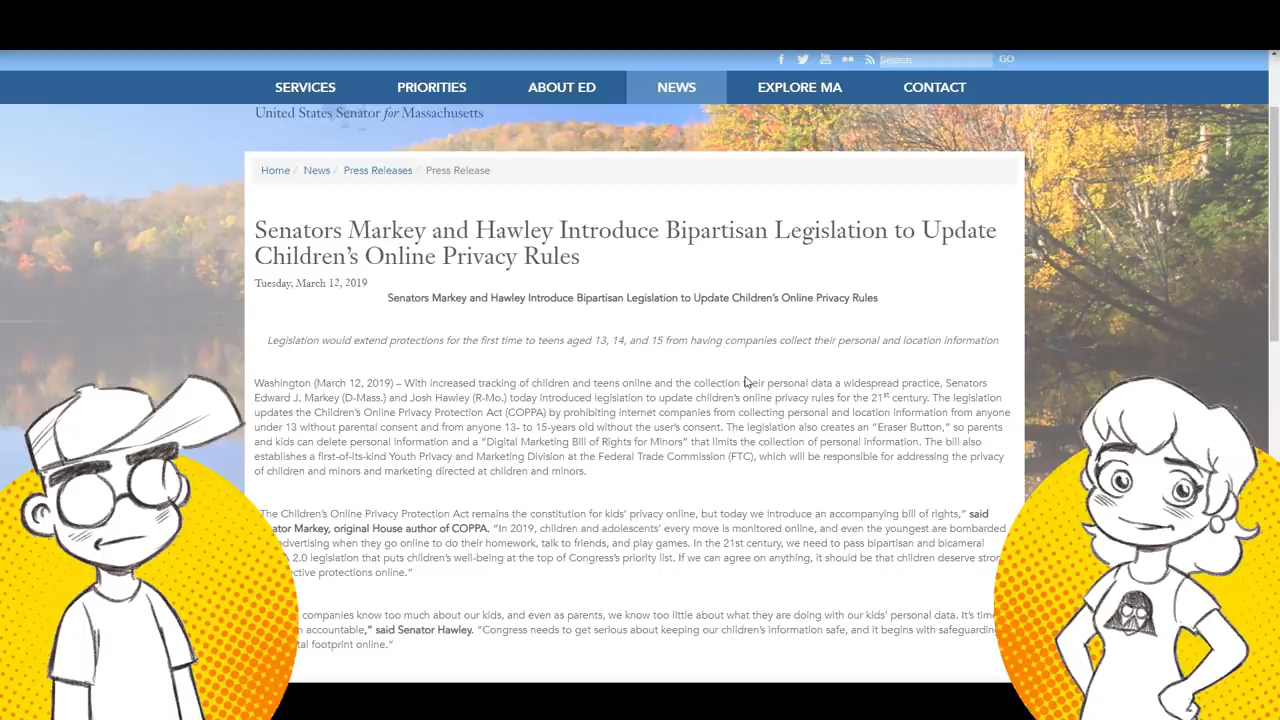 Search
GO
SERVICES PRIORITIES ABOUT ED NEWS EXPLORE MA CONTACT
United States Senator for Massachusetts
Home / News / Press Releases / Press Release
Senators Markey and Hawley Introduce Bipartisan Legislation to Update
Children's Online Privacy Rules
Tuesday, March 12, 2019
Senators Markey and Hawley Introduce Bipartisan Legislation to Update Children's Online Privacy Rules
Legislation would extend protections for the first time to teens aged 13, 14, and 15 from having companies collect their personal and location information
Washington (March 12, 2019) – With increased tracking of children and teens online and the collection their personal data a widespread practice, Senators
Edward J. Markey (D-Mass.) and Josh Hawley (R-Mo.) today introduced legislation to update children's online privacy rules for the 21st century. The legislation
updates the Children's Online Privacy Protection Act (COPPA) by prohibiting internet companies from collecting personal and location information from anyone
under 13 without parental consent and from anyone 13- to 15-years old without the user's consent. The legislation also creates an "Eraser Button," so parents
and kids can delete personal information and a "Digital Marketing Bill of Rights for Minors" that limits the collection of personal information. The bill also
establishes a first-of-its-kind Youth Privacy and Marketing Division at the Federal Trade Commission (FTC), which will be responsible for addressing the privacy
of children and minors and marketing directed at children and minors.
The Children's Online Privacy Protection Act remains the constitution for kids' privacy online, but today we introduce an accompanying bill of rights," said
ator Markey, original House author of COPPA. "In 2019, children and adolescents' every move is monitored online, and even the youngest are bombarded
advertising when they go online to do their homework, talk to friends, and play games. In the 21st century, we need to pass bipartisan and bicameral
2.0 legislation that puts children's well-being at the top of Congress's priority list. If we can agree on anything, it should be that children deserve stron
ctive protections online."
companies know too much about our kids, and even as parents, we know too little about what they are doing with our kids' personal data. It's time
n accountable," said Senator Hawley. "Congress needs to get serious about keeping our children's information safe, and it begins with safeguarding
tal footprint online."